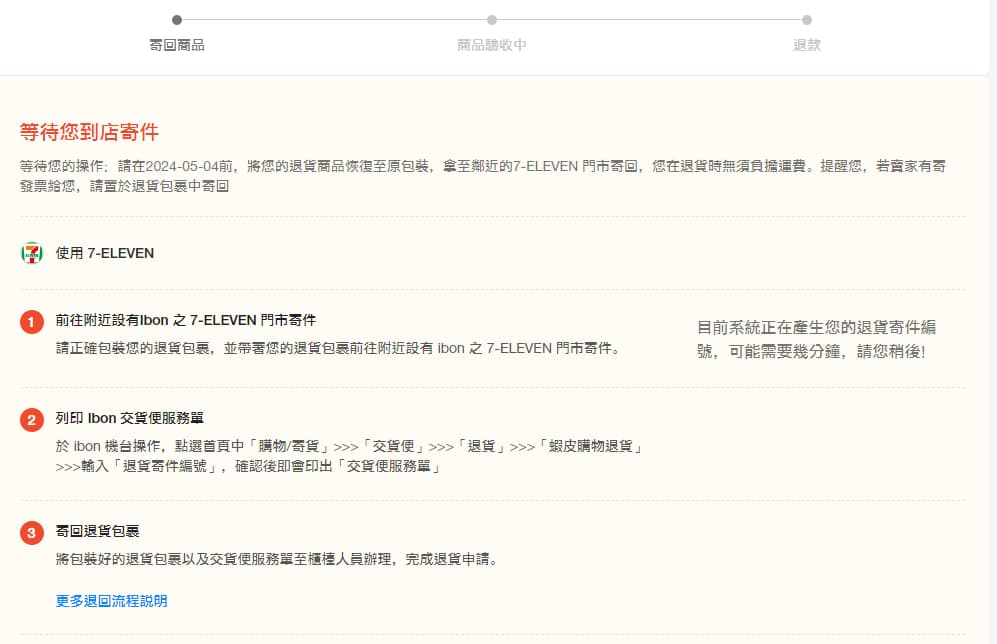 寄回商品
商品驗收中
退款
等待您到店寄件
等待您的操作；請在2024-05-04前，將您的退貨商品恢復至原包裝，拿至鄰近的7-ELEVEN 門市寄回，您在退貨時無須負擔運費。提醒您，若賣家有寄
發票給您，請置於退貨包裹中寄回
使用 7-ELEVEN
1
前往附近設有Ibon 之 7-ELEVEN 門市寄件
請正確包裝您的退貨包裹，並帶著您的退貨包裹前往附近設有 ibon 之 7-ELEVEN 門市寄件。
目前系統正在產生您的退貨寄件編
號，可能需要幾分鐘，請您稍後!
2
列印 Ibon 交貨便服務單
於 ibon 機台操作，點選首頁中「購物/寄貨」>>>「交貨便」>>>「退貨」>>>「蝦皮購物退貨」
>>>輸入「退貨寄件編號」，確認後即會印出「交貨便服務單」
3
寄回退貨包裹
將包裝好的退貨包裹以及交貨便服務單至櫃檯人員辦理，完成退貨申請。
更多退回流程說明